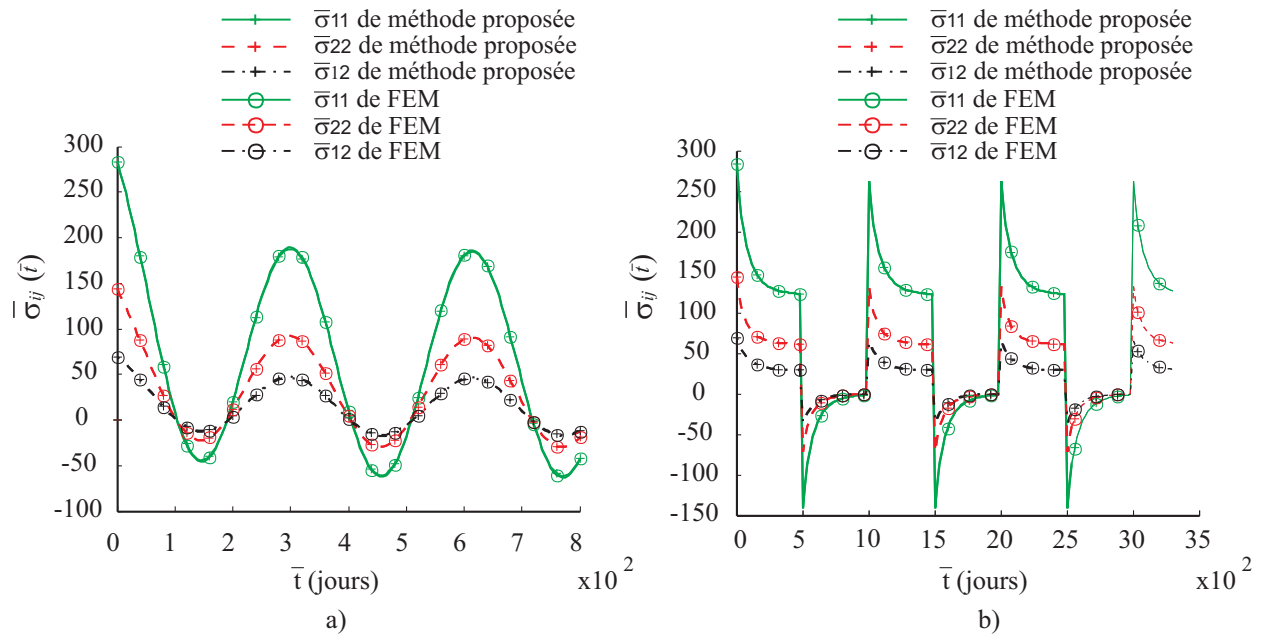 σ̅11 de méthode proposée
σ̅22 de méthode proposée
σ̅12 de méthode proposée
σ̅11 de FEM
σ̅22 de FEM
σ̅12 de FEM
σ̅ij (t̅)
300
250
200
150
100
50
0
-50
-100
0 1 2 3 4 5 6 7 8
t̅ (jours)
x10²
a)
σ̅11 de méthode proposée
σ̅22 de méthode proposée
σ̅12 de méthode proposée
σ̅11 de FEM
σ̅22 de FEM
σ̅12 de FEM
σ̅ij (t̅)
300
250
200
150
100
50
0
-50
-100
-150
0 5 10 15 20 25 30 35
t̅ (jours)
x10²
b)